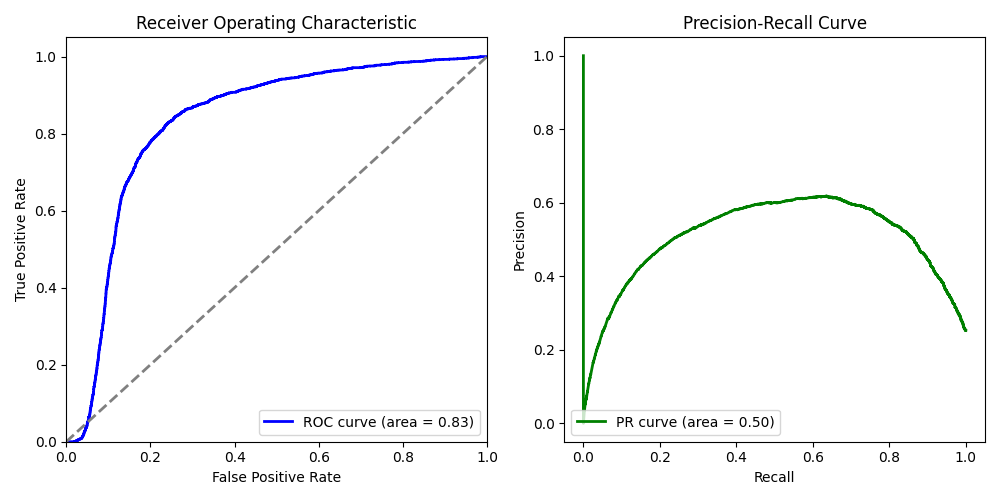 Receiver Operating Characteristic
True Positive Rate
1.0
0.8
0.6
0.4
0.2
0.0
0.0 0.2 0.4 0.6 0.8 1.0
False Positive Rate
ROC curve (area = 0.83)
Precision-Recall Curve
Precision
1.0
0.8
0.6
0.4
0.2
0.0
0.0 0.2 0.4 0.6 0.8 1.0
Recall
PR curve (area = 0.50)